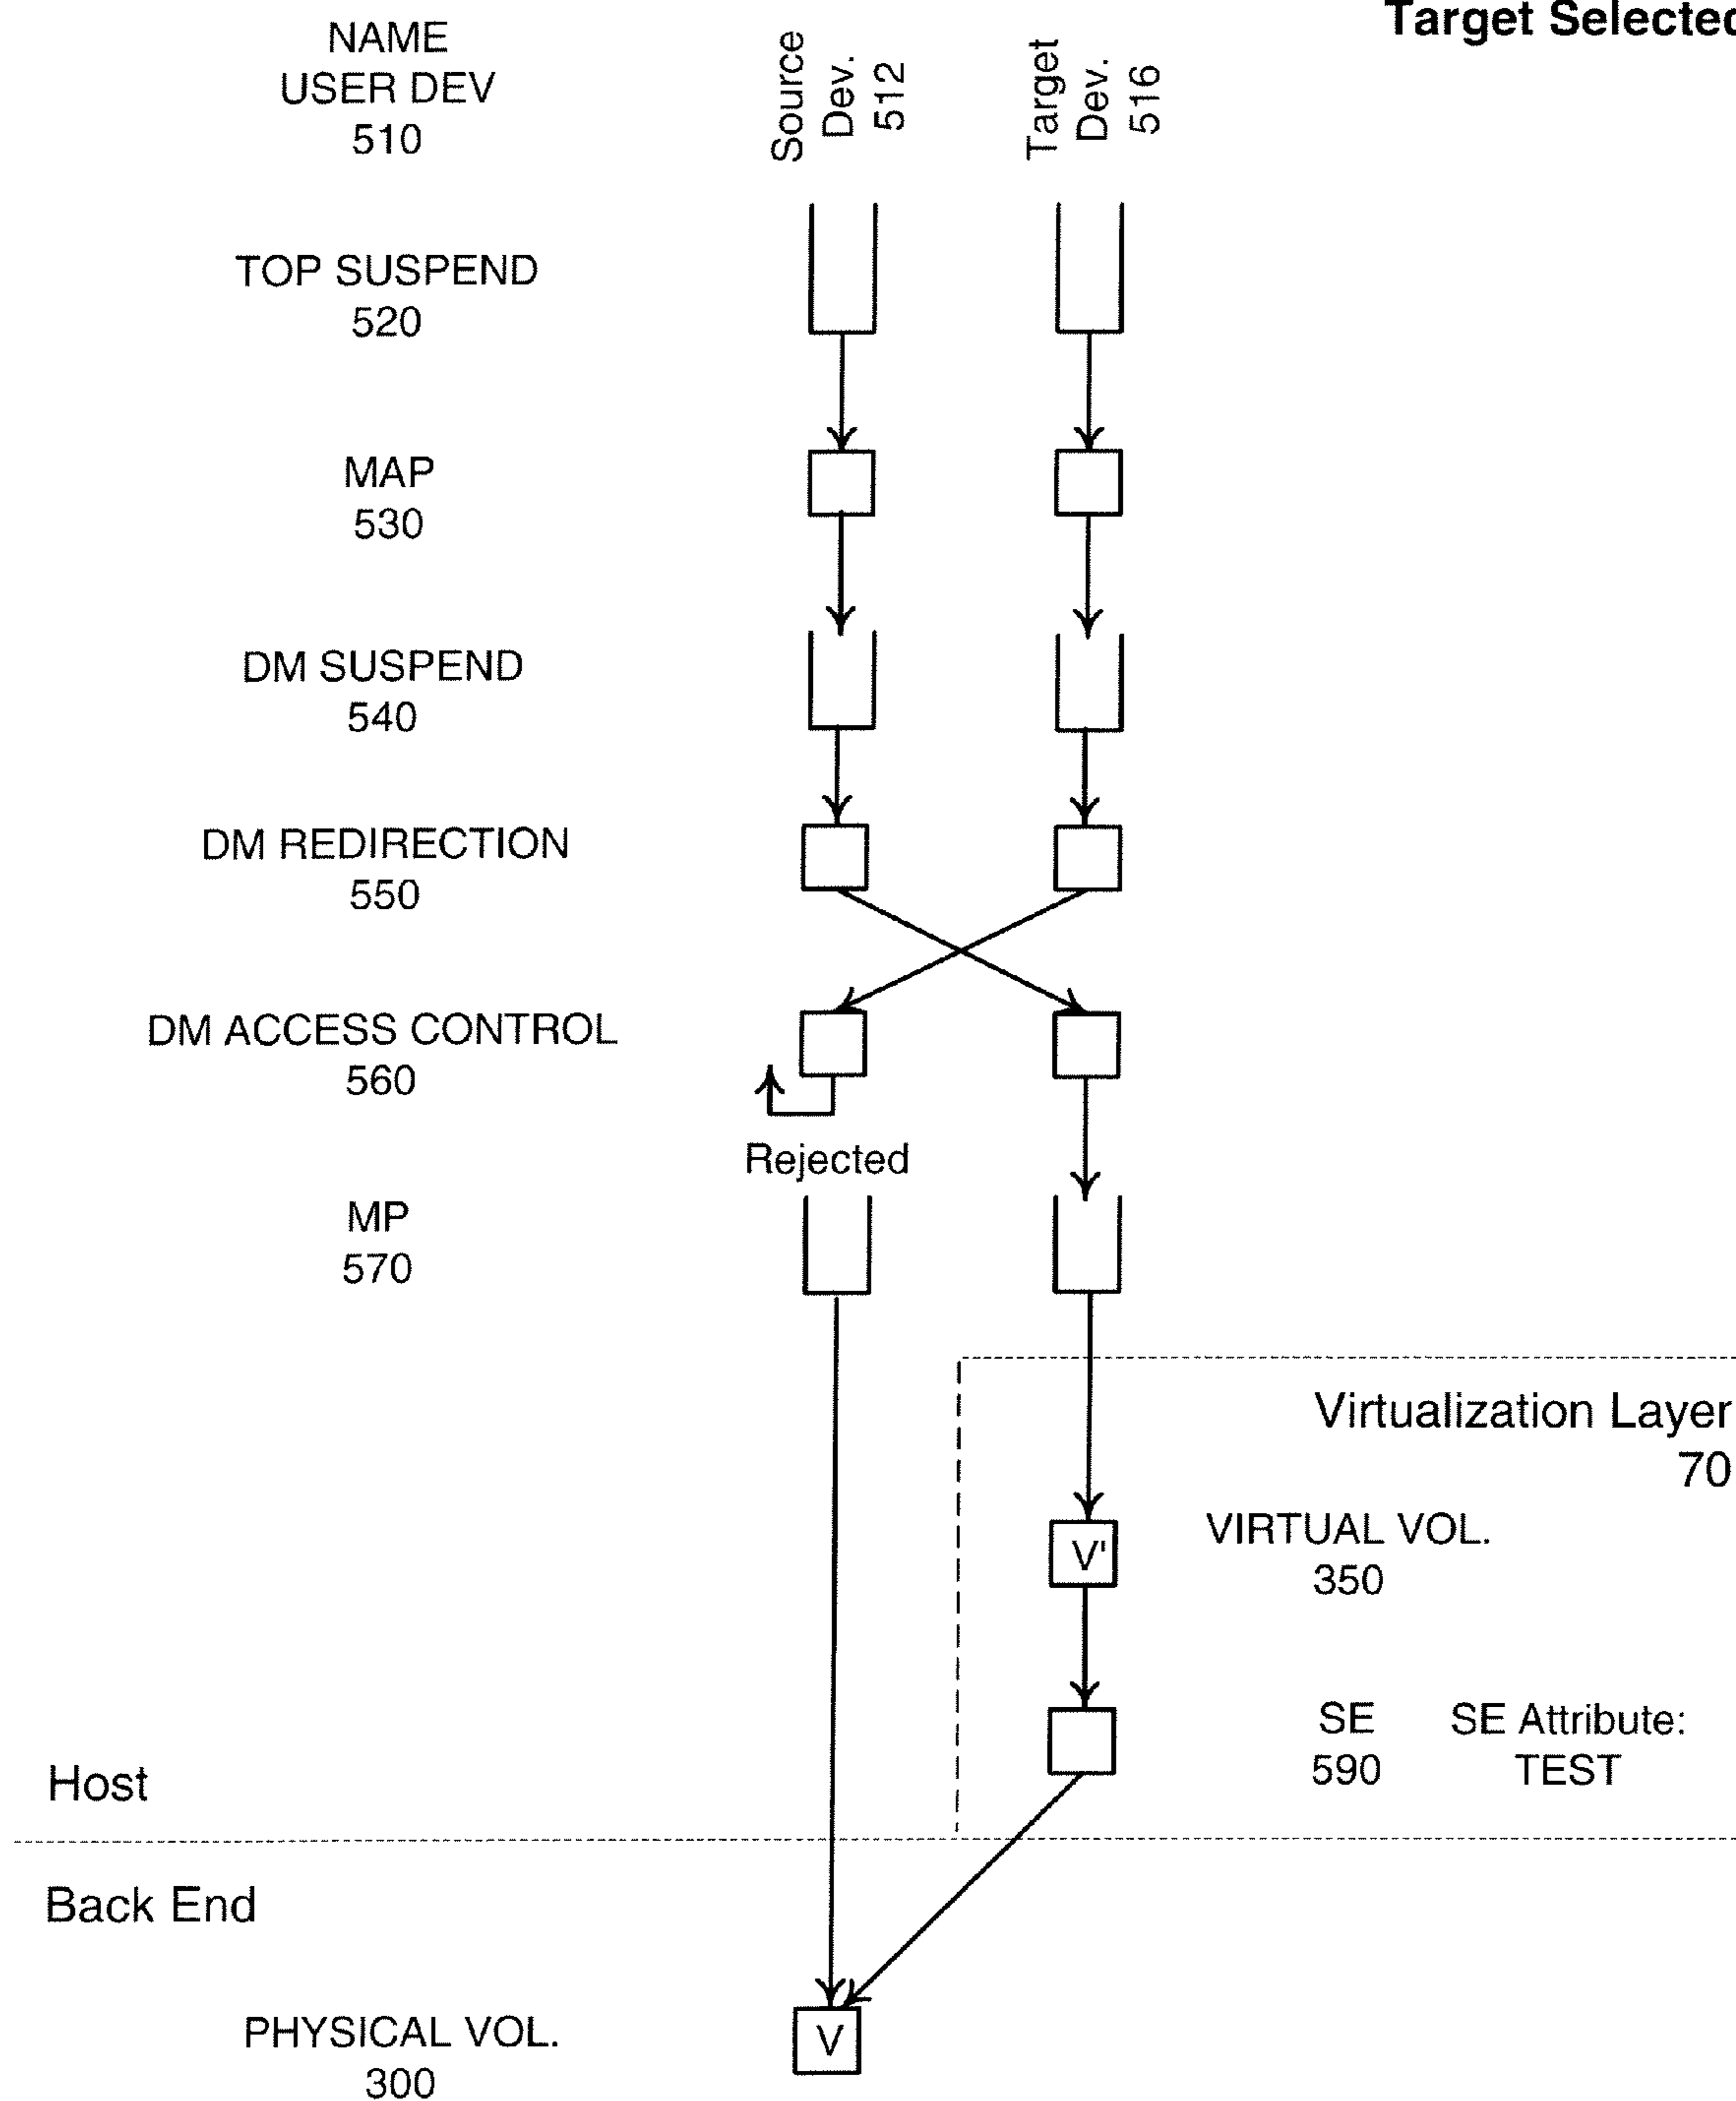 Target Selected
NAME
USER DEV
510
Source
Dev.
512
Target
Dev.
516
TOP SUSPEND
520
MAP
530
DM SUSPEND
540
DM REDIRECTION
550
DM ACCESS CONTROL
560
Rejected
MP
570
Virtualization Layer
70
V'
VIRTUAL VOL.
350
SE
590
SE Attribute:
TEST
Host
Back End
PHYSICAL VOL.
300
V